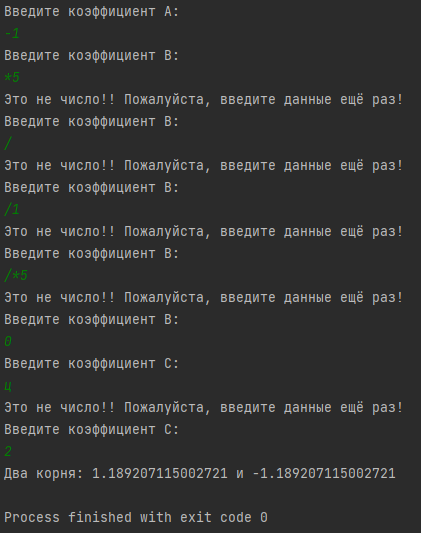 Введите коэффициент A:
-1
Введите коэффициент B:
*5
Это не число!! Пожалуйста, введите данные ещё раз!
Введите коэффициент B:
/
Это не число!! Пожалуйста, введите данные ещё раз!
Введите коэффициент B:
/1
Это не число!! Пожалуйста, введите данные ещё раз!
Введите коэффициент B:
/*5
Это не число!! Пожалуйста, введите данные ещё раз!
Введите коэффициент B:
0
Введите коэффициент C:
ц
Это не число!! Пожалуйста, введите данные ещё раз!
Введите коэффициент C:
2
Два корня: 1.189207115002721 и -1.189207115002721
Process finished with exit code 0